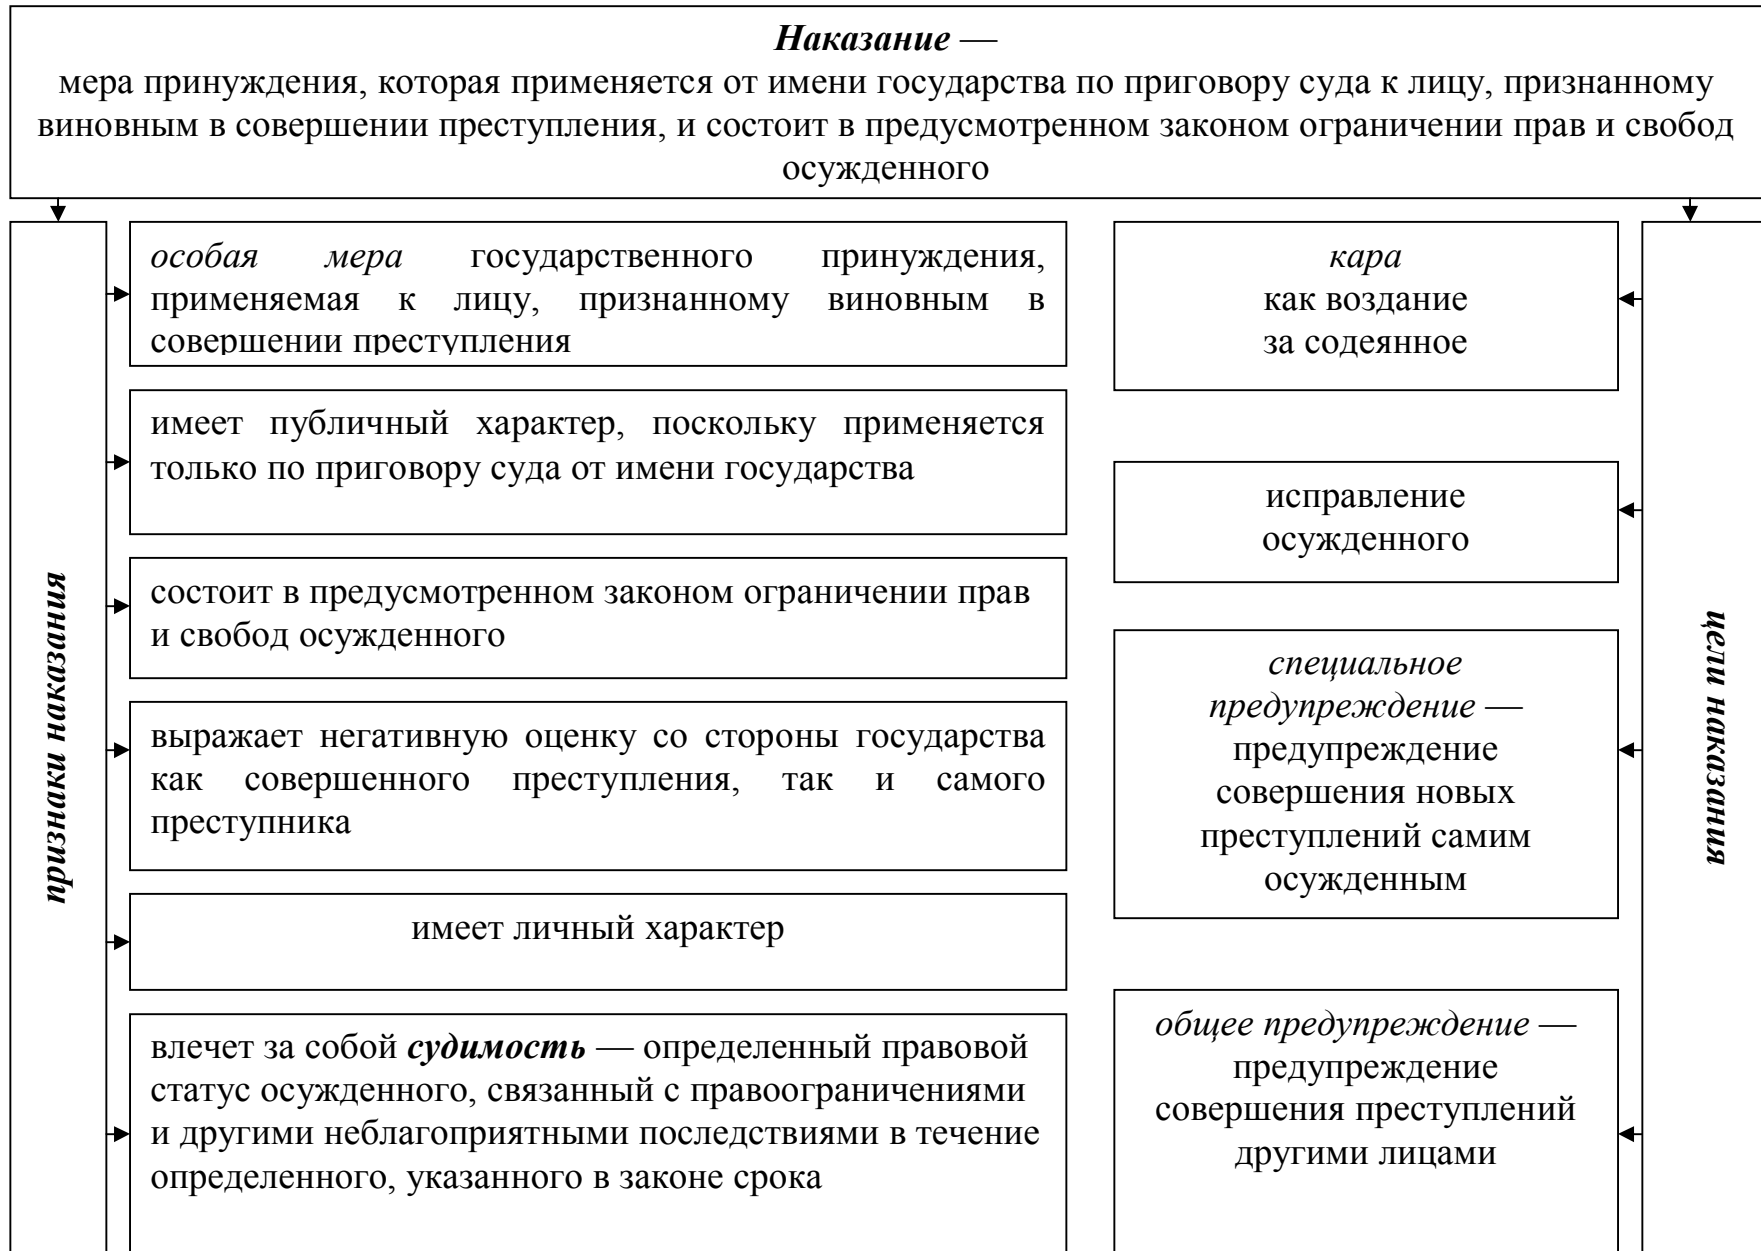 Наказание —
мера принуждения, которая применяется от имени государства по приговору суда к лицу, признанному
виновным в совершении преступления, и состоит в предусмотренном законом ограничении прав и свобод
осужденного
признаки наказания
особая мера государственного принуждения,
применяемая к лицу, признанному виновным в
совершении преступления
имеет публичный характер, поскольку применяется
только по приговору суда от имени государства
состоит в предусмотренном законом ограничении прав
и свобод осужденного
выражает негативную оценку со стороны государства
как совершенного преступления, так и самого
преступника
имеет личный характер
влечет за собой судимость — определенный правовой
статус осужденного, связанный с правоограничениями
и другими неблагоприятными последствиями в течение
определенного, указанного в законе срока
цели наказания
кара
как воздание
за содеянное
исправление
осужденного
специальное
предупреждение —
предупреждение
совершения новых
преступлений самим
осужденным
общее предупреждение —
предупреждение
совершения преступлений
другими лицами